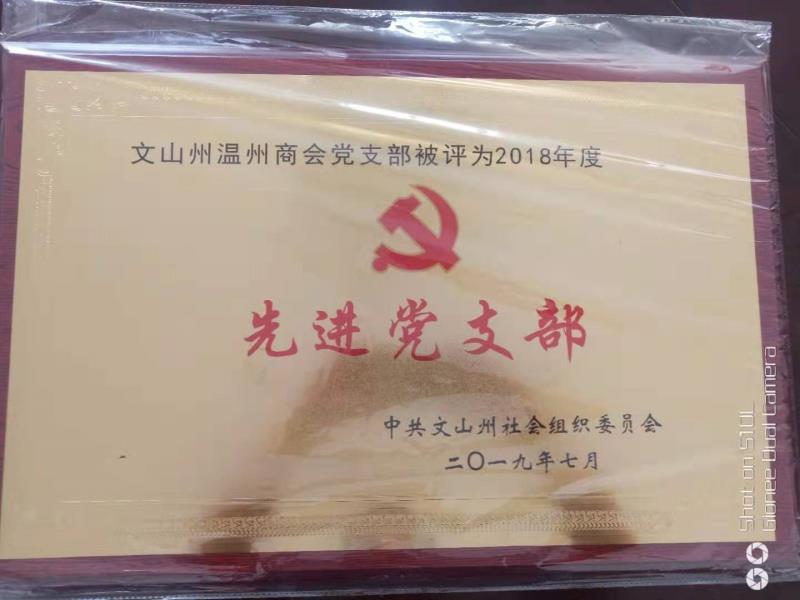 文山州温州商会党支部被评为2018年度
先进党支部
中共文山州社会组织委员会
二〇一九年七月
Shot on S10L
Gionee Dual Camera